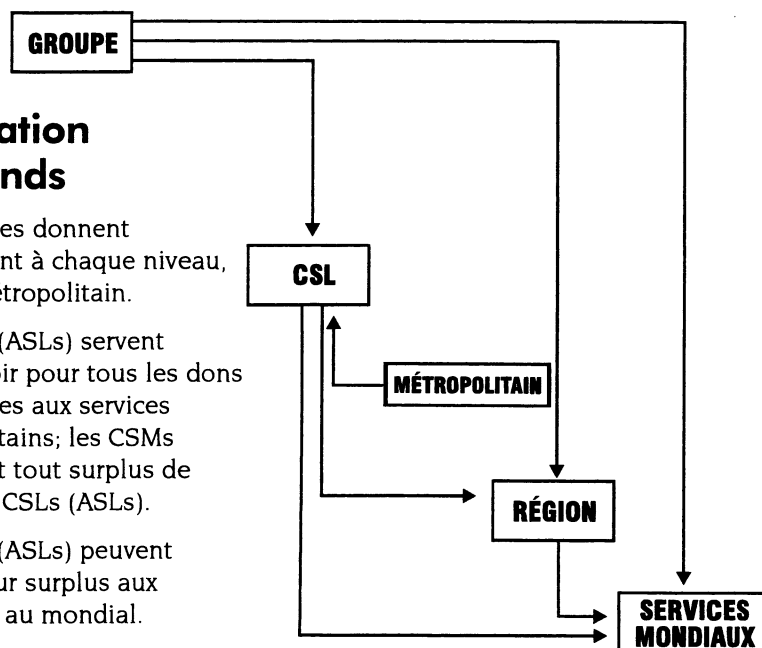 GROUPE
ation
nds
es donnent
nt à chaque niveau,
étropolitain.
(ASLs) servent
ir pour tous les dons
es aux services
tains; les CSMs
t tout surplus de
CSLs (ASLs).
(ASLs) peuvent
ur surplus aux
au mondial.
CSL
MÉTROPOLITAIN
RÉGION
SERVICES
MONDIAUX